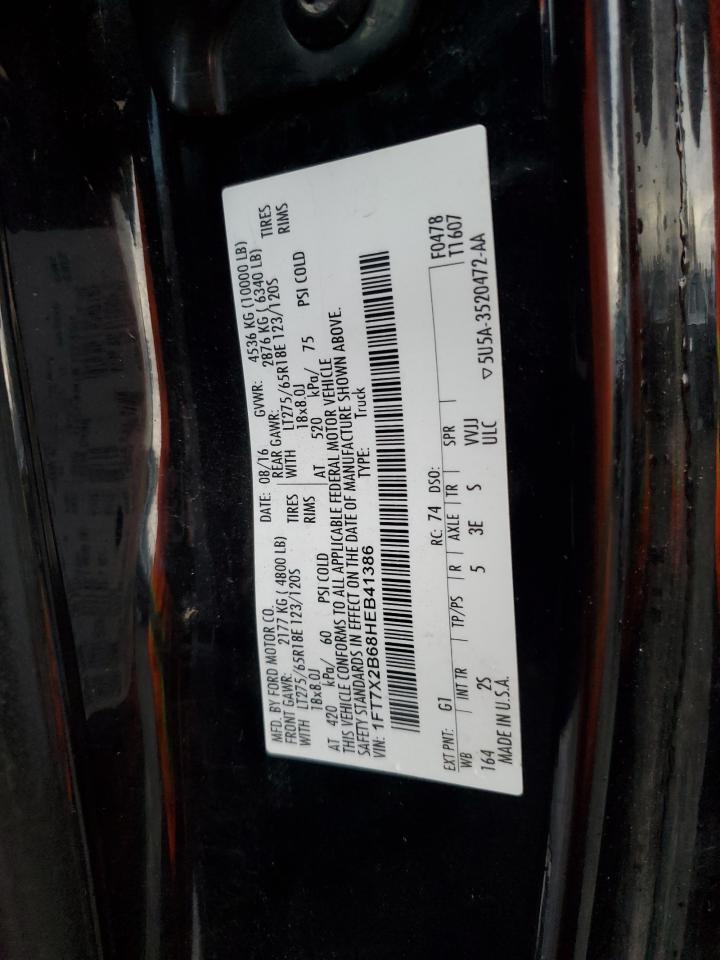 MFD. BY FORD MOTOR CO. DATE: 08/16 GVWR: 4536 KG (10000 LB)
FRONT GAWR: 2177 KG ( 4800 LB) REAR GAWR: 2876 KG ( 6340 LB)
WITH LT275/65R18E 123/120S TIRES WITH LT275/65R18E 123/120S TIRES
18x8.0J RIMS 18x8.0J RIMS
AT 420 kPa/ 60 PSI COLD AT 520 kPa/ 75 PSI COLD
THIS VEHICLE CONFORMS TO ALL APPLICABLE FEDERAL MOTOR VEHICLE
SAFETY STANDARDS IN EFFECT ON THE DATE OF MANUFACTURE SHOWN ABOVE.
VIN: 1FT7X2B68HEB41386 TYPE: Truck
F0478
T1607
EXT PNT: G1 RC: 74 DSO:
WB INT TR TP/PS R AXLE TR SPR
164 2S 5 3E S VVJJ
ULC
MADE IN U.S.A. ▽5U5A-3520472-AA